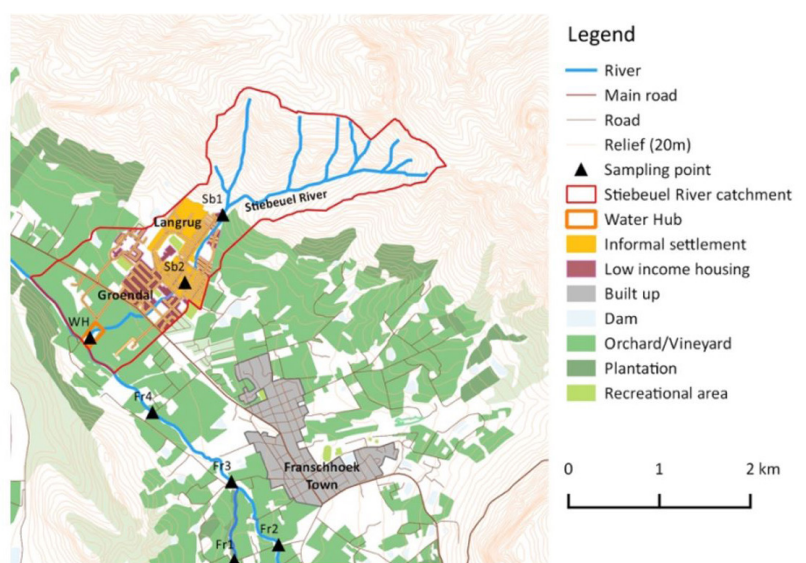 Sb1
Stiebeuel River
Langrug
Sb2
Groendal
WH
Fr4
Fr3
Franschhoek
Town
Fr2
Fr1
Legend
River
Main road
Road
Relief (20m)
Sampling point
Stiebeuel River catchment
Water Hub
Informal settlement
Low income housing
Built up
Dam
Orchard/Vineyard
Plantation
Recreational area
0 1 2 km